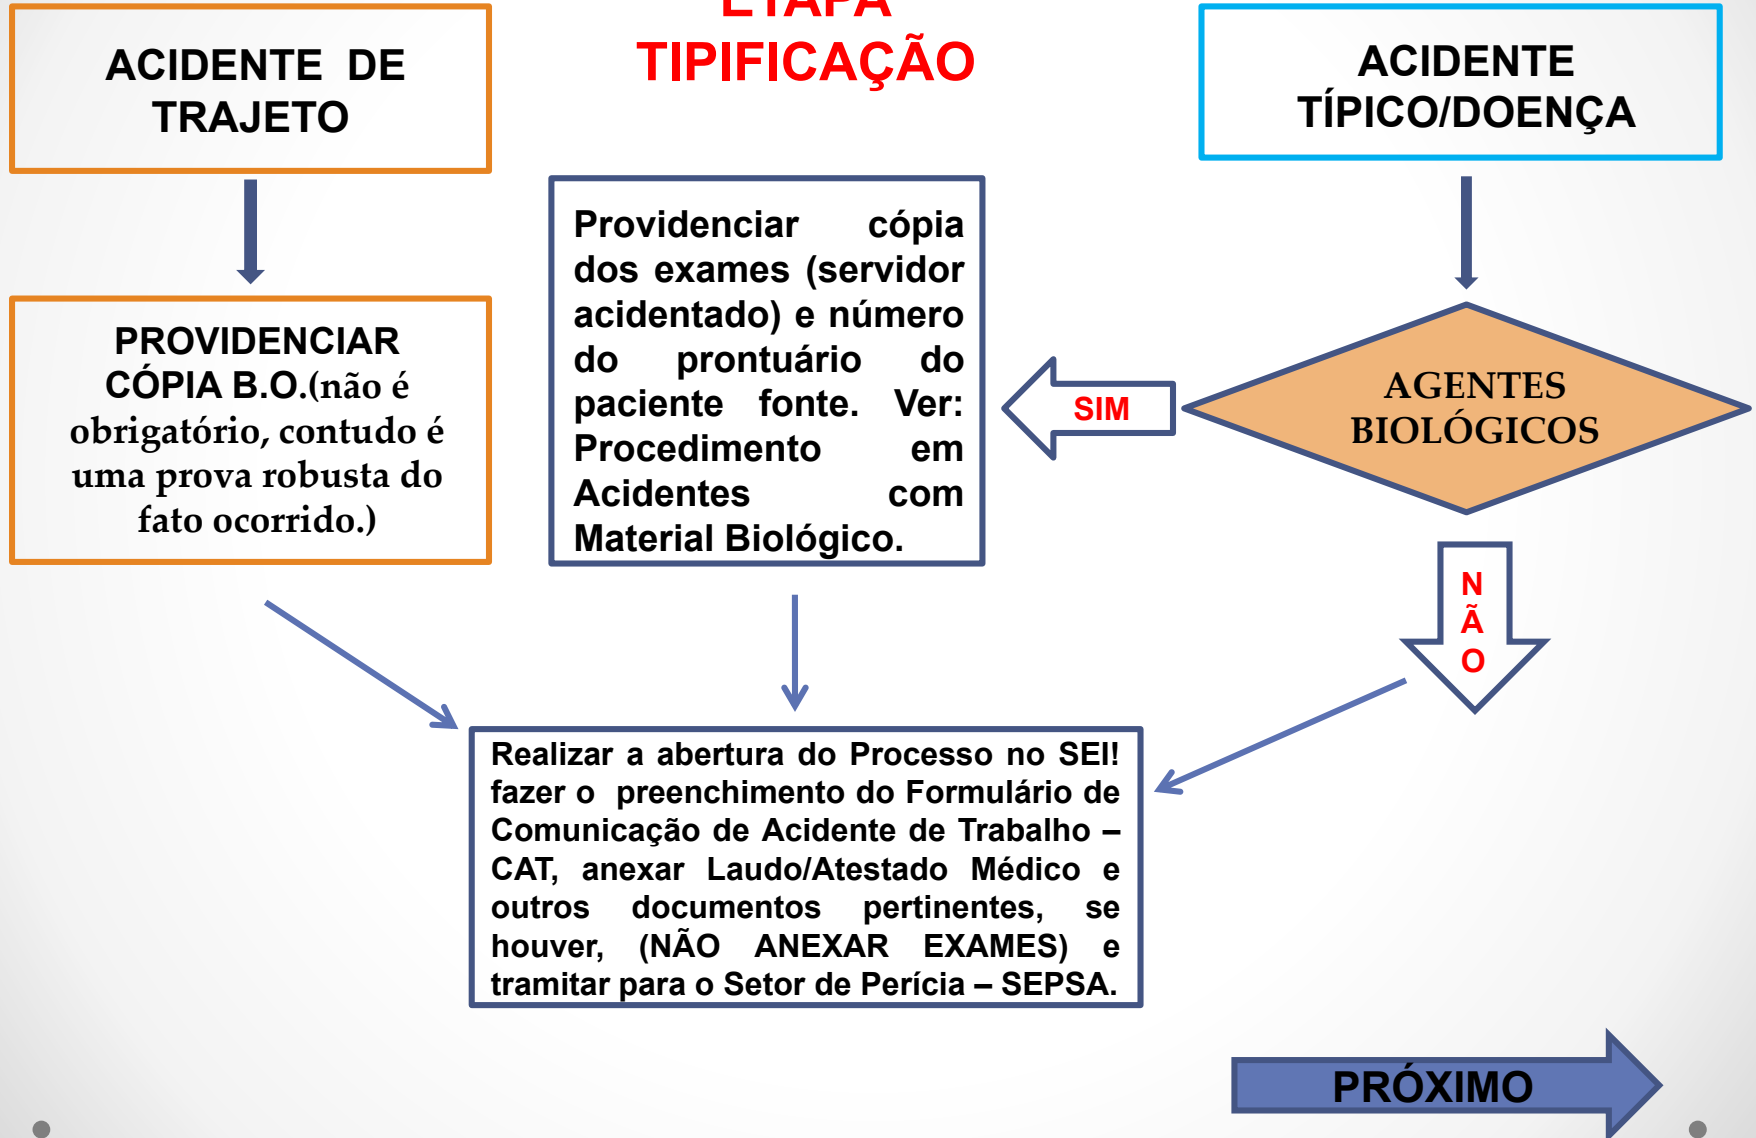 ETAPA
TIPIFICAÇÃO
ACIDENTE DE
TRAJETO
ACIDENTE
TÍPICO/DOENÇA
PROVIDENCIAR
CÓPIA B.O.(não é
obrigatório, contudo é
uma prova robusta do
fato ocorrido.)
Providenciar cópia
dos exames (servidor
acidentado) e número
do prontuário do
paciente fonte. Ver:
Procedimento em
Acidentes com
Material Biológico.
SIM
AGENTES
BIOLÓGICOS
N
Ã
O
Realizar a abertura do Processo no SEI!
fazer o preenchimento do Formulário de
Comunicação de Acidente de Trabalho –
CAT, anexar Laudo/Atestado Médico e
outros documentos pertinentes, se
houver, (NÃO ANEXAR EXAMES) e
tramitar para o Setor de Perícia – SEPSA.
PRÓXIMO